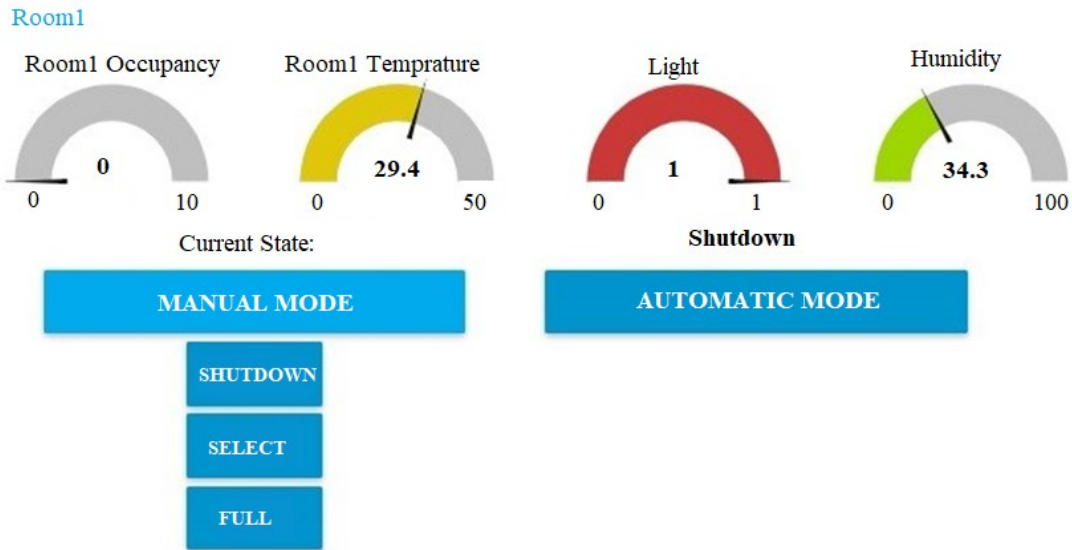 Room1
Room1 Occupancy
Room1 Temprature
Light
Humidity
0
29.4
1
34.3
0 10
0 50
0 1
0 100
Current State:
Shutdown
MANUAL MODE
AUTOMATIC MODE
SHUTDOWN
SELECT
FULL